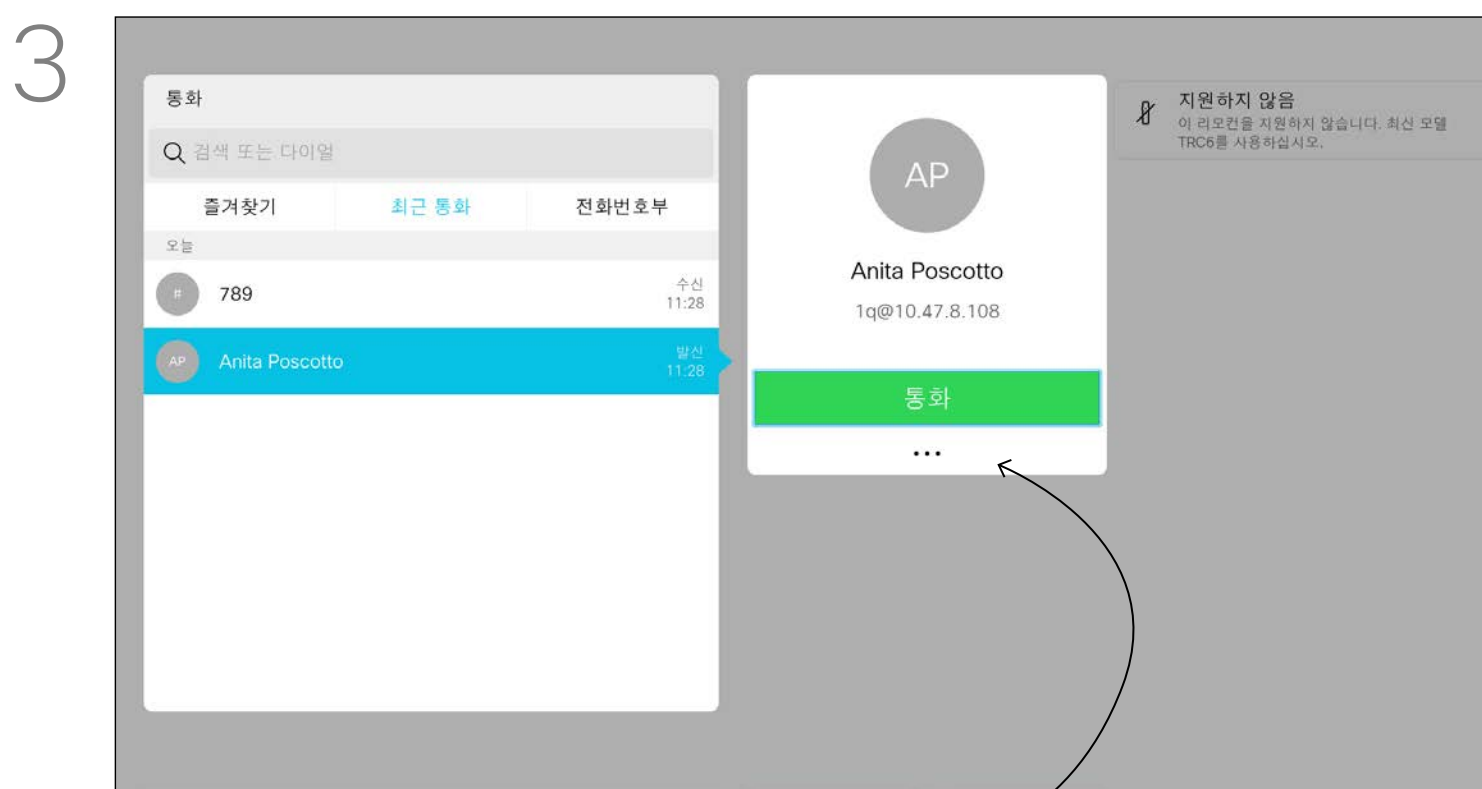 3
통화
검색 또는 다이얼
즐겨찾기 최근 통화 전화번호부
오늘
# 789 수신
11:28
AP Anita Poscotto 발신
11:28
AP
Anita Poscotto
1q@10.47.8.108
통화
...
지원하지 않음
이 리모컨을 지원하지 않습니다. 최신 모델
TRC6를 사용하십시오.